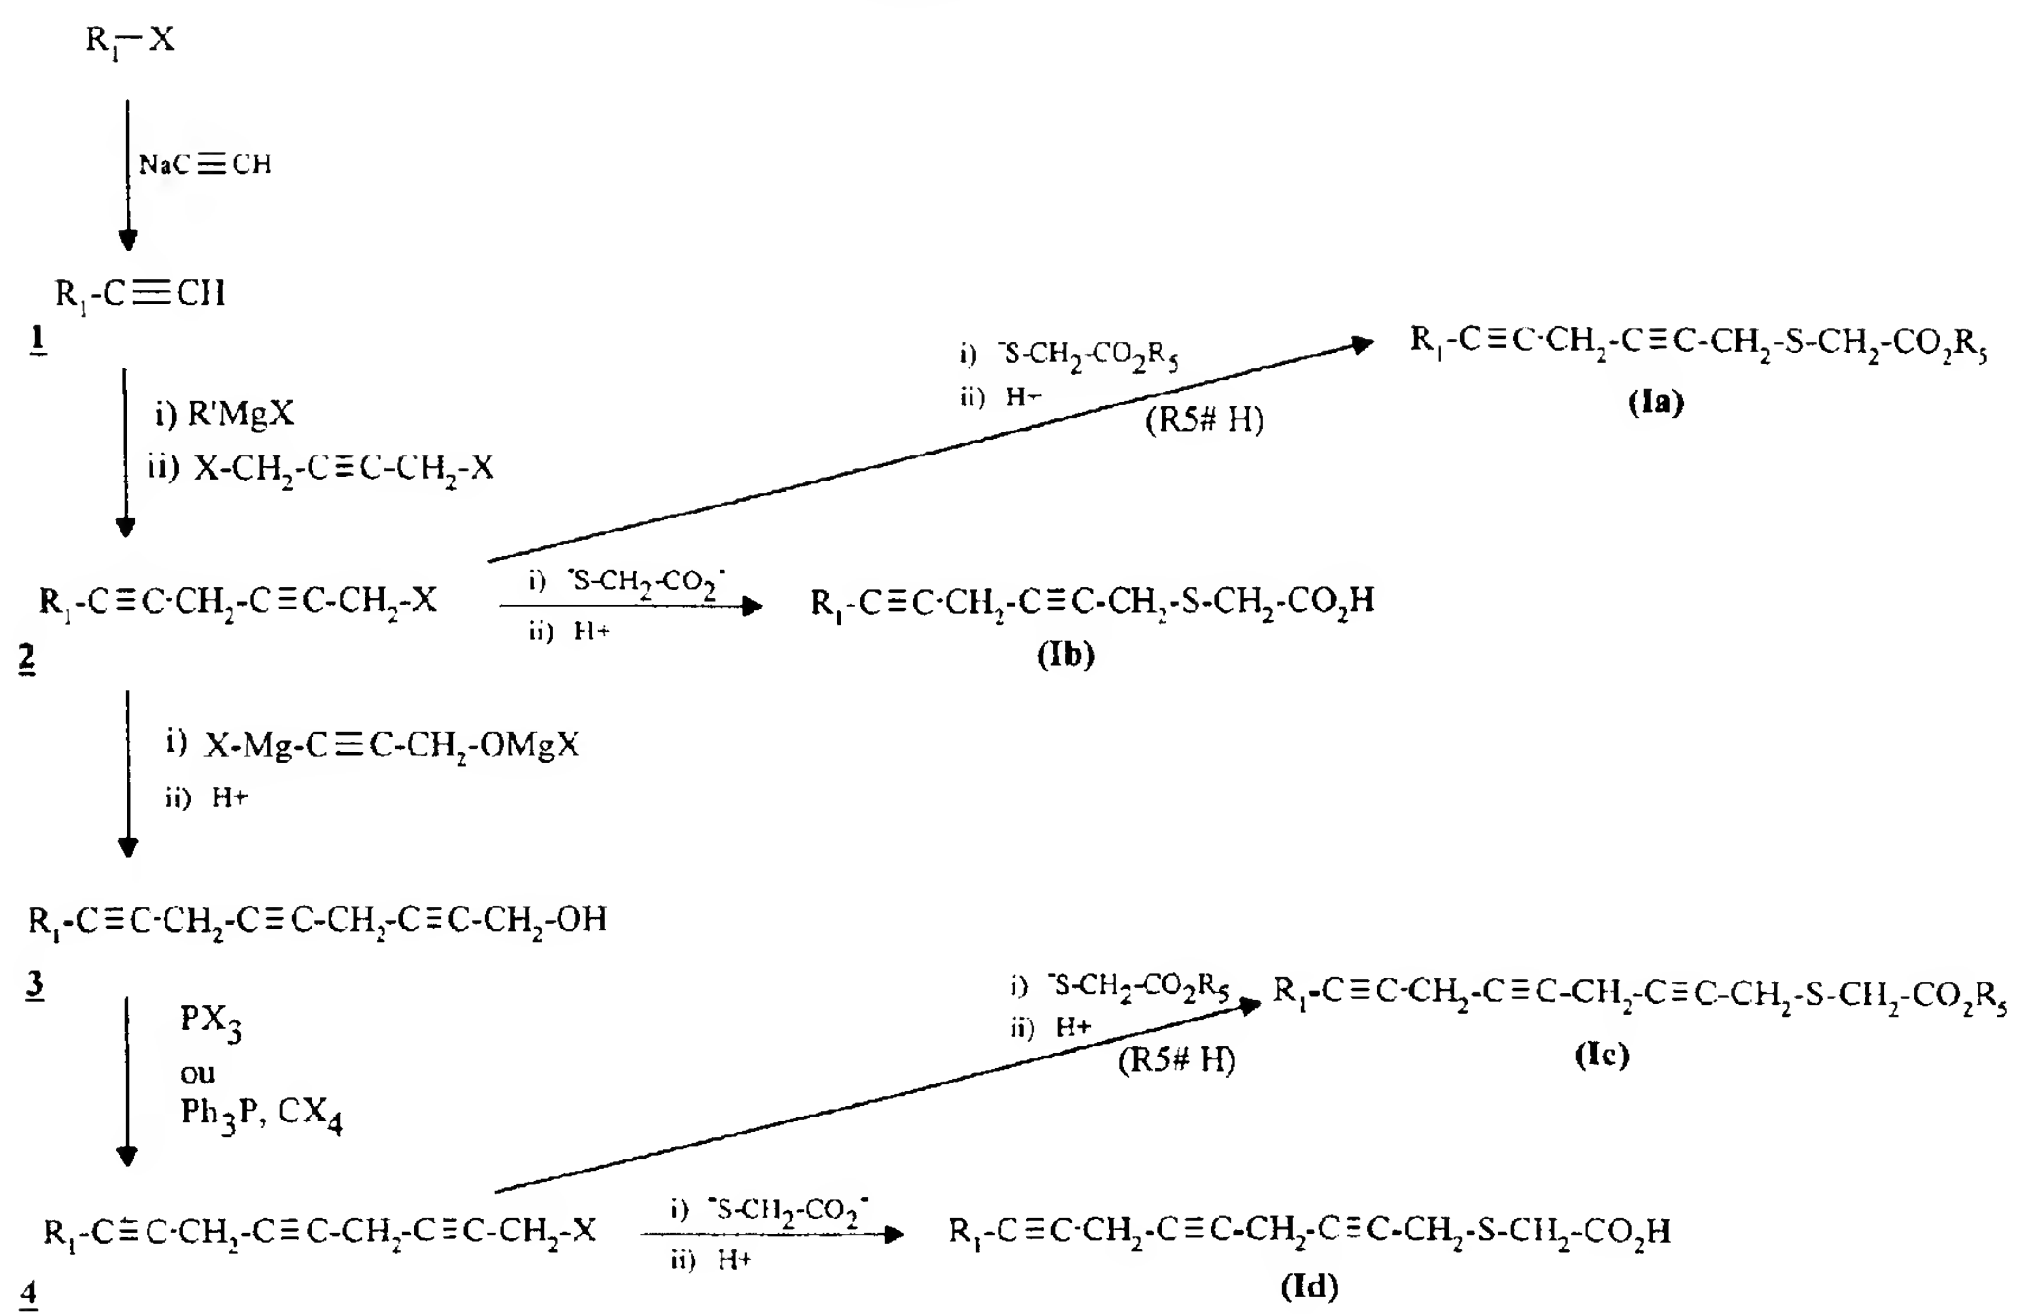 R₁—X
NaC≡CH
R₁-C≡CH
1
i) R'MgX
ii) X-CH₂-C≡C-CH₂-X
i) ⁻S-CH₂-CO₂R₅
ii) H+
(R5# H)
R₁-C≡C-CH₂-C≡C-CH₂-S-CH₂-CO₂R₅
(Ia)
R₁-C≡C-CH₂-C≡C-CH₂-X
2
i) ⁻S-CH₂-CO₂⁻
ii) H+
R₁-C≡C-CH₂-C≡C-CH₂-S-CH₂-CO₂H
(Ib)
i) X-Mg-C≡C-CH₂-OMgX
ii) H+
R₁-C≡C-CH₂-C≡C-CH₂-C≡C-CH₂-OH
3
PX₃
ou
Ph₃P, CX₄
i) ⁻S-CH₂-CO₂R₅
ii) H+
(R5# H)
R₁-C≡C-CH₂-C≡C-CH₂-C≡C-CH₂-S-CH₂-CO₂R₅
(Ic)
R₁-C≡C-CH₂-C≡C-CH₂-C≡C-CH₂-X
4
i) ⁻S-CH₂-CO₂⁻
ii) H+
R₁-C≡C-CH₂-C≡C-CH₂-C≡C-CH₂-S-CH₂-CO₂H
(Id)